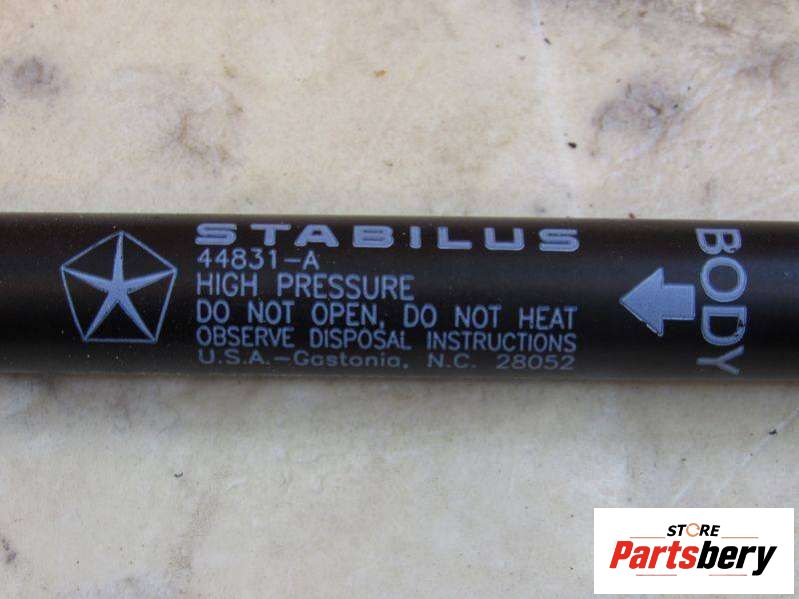 STABILUS
44831-A
HIGH PRESSURE
DO NOT OPEN, DO NOT HEAT
OBSERVE DISPOSAL INSTRUCTIONS
U.S.A.-Gastonia, N.C. 28052
BODY
STORE
Partsbery